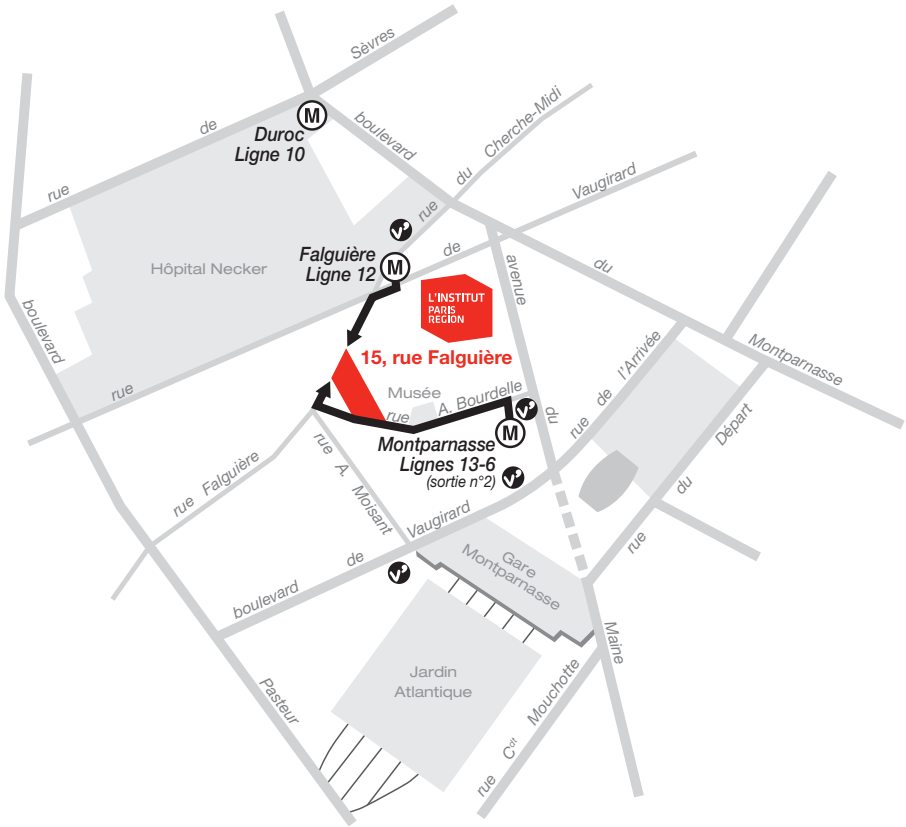 Sèvres
de
rue
M
Duroc
Ligne 10
boulevard
du
Montparnasse
rue
du
Cherche-Midi
Vaugirard
de
rue
Hôpital Necker
v'
Falguière
Ligne 12
M
boulevard
Pasteur
L'INSTITUT
PARIS
REGION
avenue
du
Maine
15, rue Falguière
Musée
rue
A. Bourdelle
v'
M
Montparnasse
Lignes 13-6
(sortie n°2)
v'
rue de l'Arrivée
rue
du
Départ
rue Falguière
rue A. Moisant
boulevard
de
Vaugirard
v'
Gare
Montparnasse
Jardin
Atlantique
rue Cdt Mouchotte